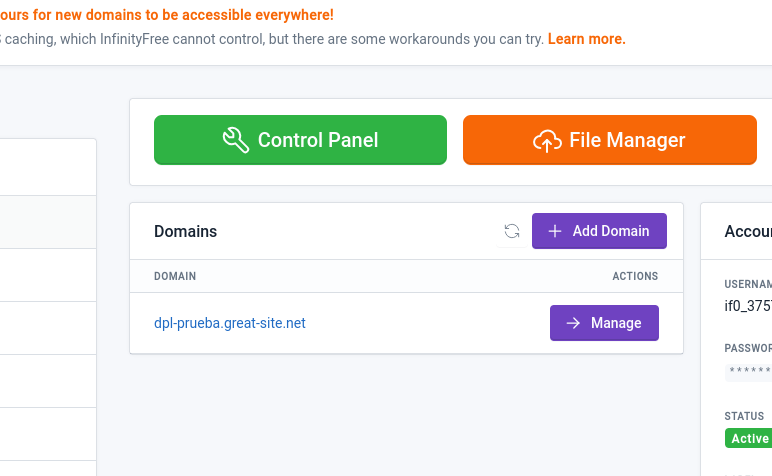 ours for new domains to be accessible everywhere!
caching, which InfinityFree cannot control, but there are some workarounds you can try. Learn more.
Control Panel
File Manager
Domains
Add Domain
DOMAIN
ACTIONS
dpl-prueba.great-site.net
Manage
Accou
USERNAM
if0_375
PASSWOR
******
STATUS
Active